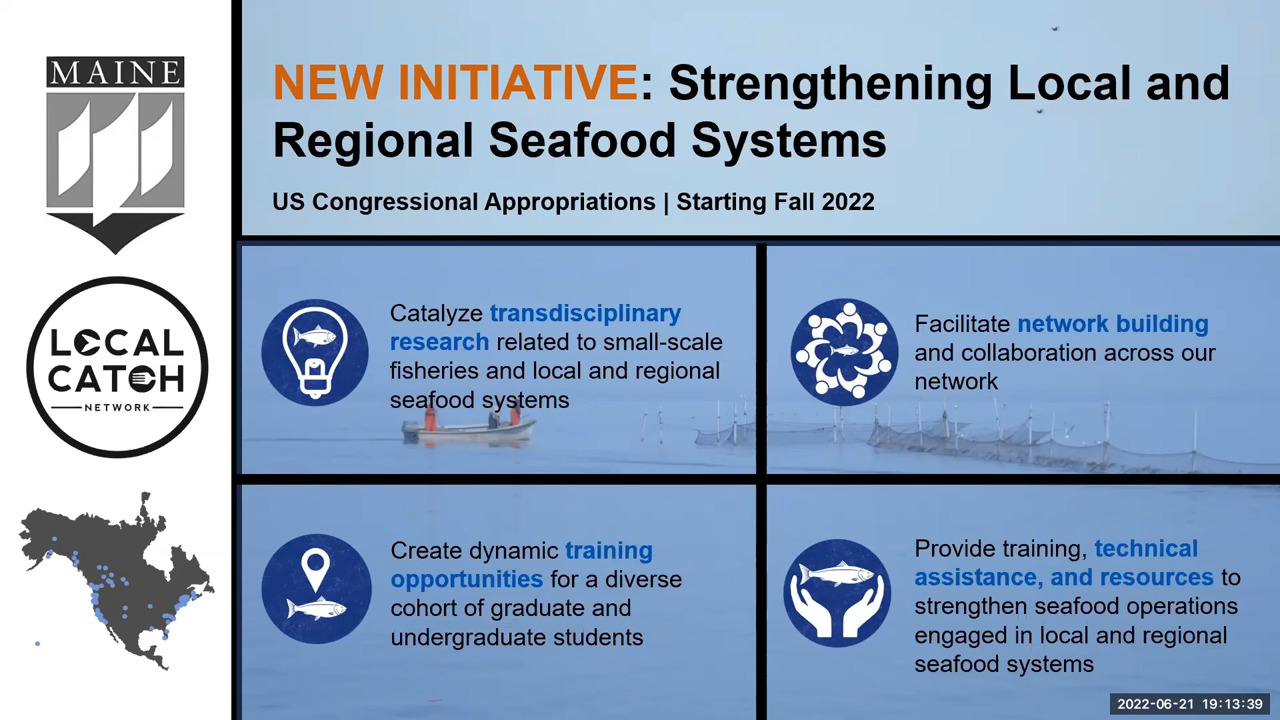 MAINE
LOCAL
CATCH
NETWORK
NEW INITIATIVE: Strengthening Local and
Regional Seafood Systems
US Congressional Appropriations | Starting Fall 2022
Catalyze transdisciplinary
research related to small-scale
fisheries and local and regional
seafood systems
Facilitate network building
and collaboration across our
network
Create dynamic training
opportunities for a diverse
cohort of graduate and
undergraduate students
Provide training, technical
assistance, and resources to
strengthen seafood operations
engaged in local and regional
seafood systems
2022-06-21 19:13:39